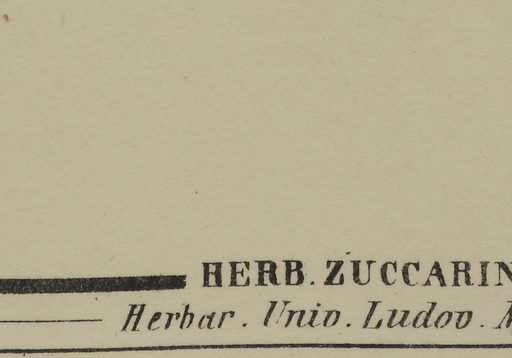 HERB. ZUCCARIN
Herbar. Univ. Ludov.